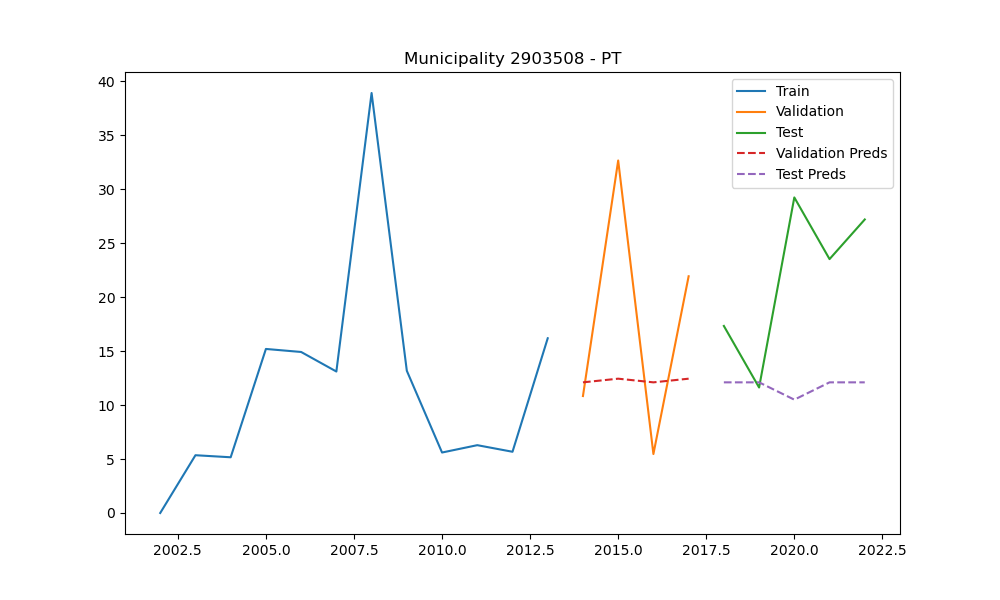 Municipality 2903508 - PT
40
35
30
25
20
15
10
5
0
2002.5 2005.0 2007.5 2010.0 2012.5 2015.0 2017.5 2020.0 2022.5
Train
Validation
Test
Validation Preds
Test Preds